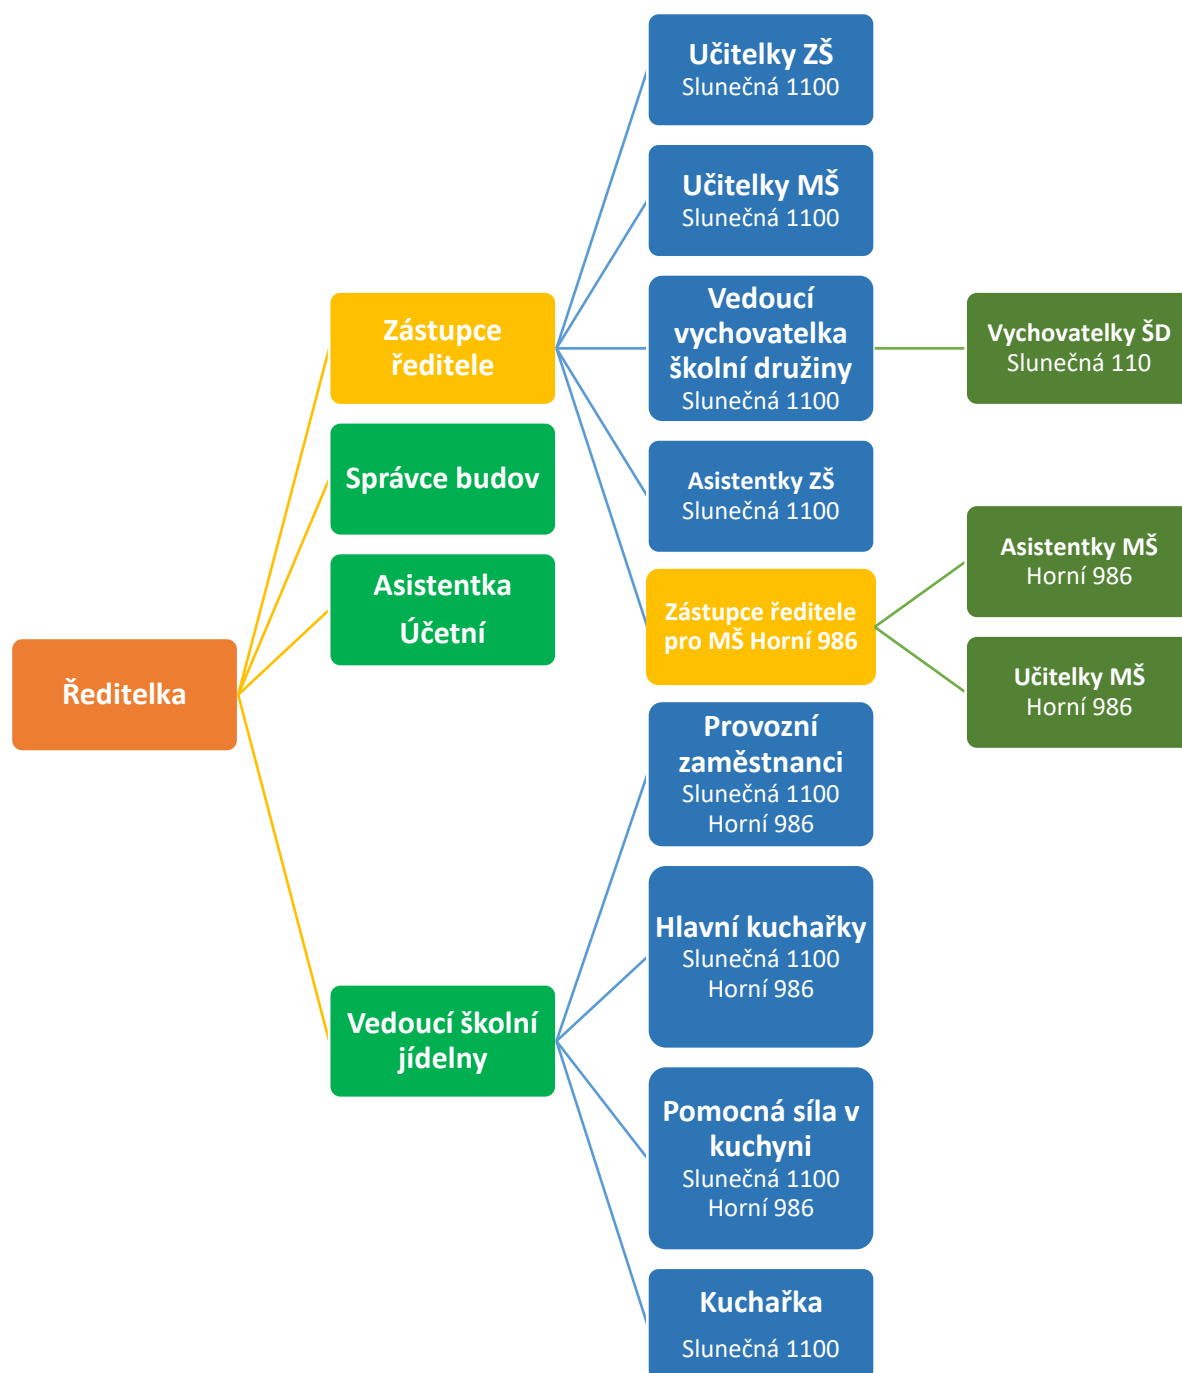 Učitelky ZŠ
Slunečná 1100
Učitelky MŠ
Slunečná 1100
Vedoucí
vychovatelka
školní družiny
Slunečná 1100
Vychovatelky ŠD
Slunečná 110
Zástupce
ředitele
Správce budov
Asistentky ZŠ
Slunečná 1100
Asistentky MŠ
Horní 986
Asistentka
Účetní
Zástupce ředitele
pro MŠ Horní 986
Učitelky MŠ
Horní 986
Ředitelka
Provozní
zaměstnanci
Slunečná 1100
Horní 986
Hlavní kuchařky
Slunečná 1100
Horní 986
Vedoucí školní
jídelny
Pomocná síla v
kuchyni
Slunečná 1100
Horní 986
Kuchařka
Slunečná 1100